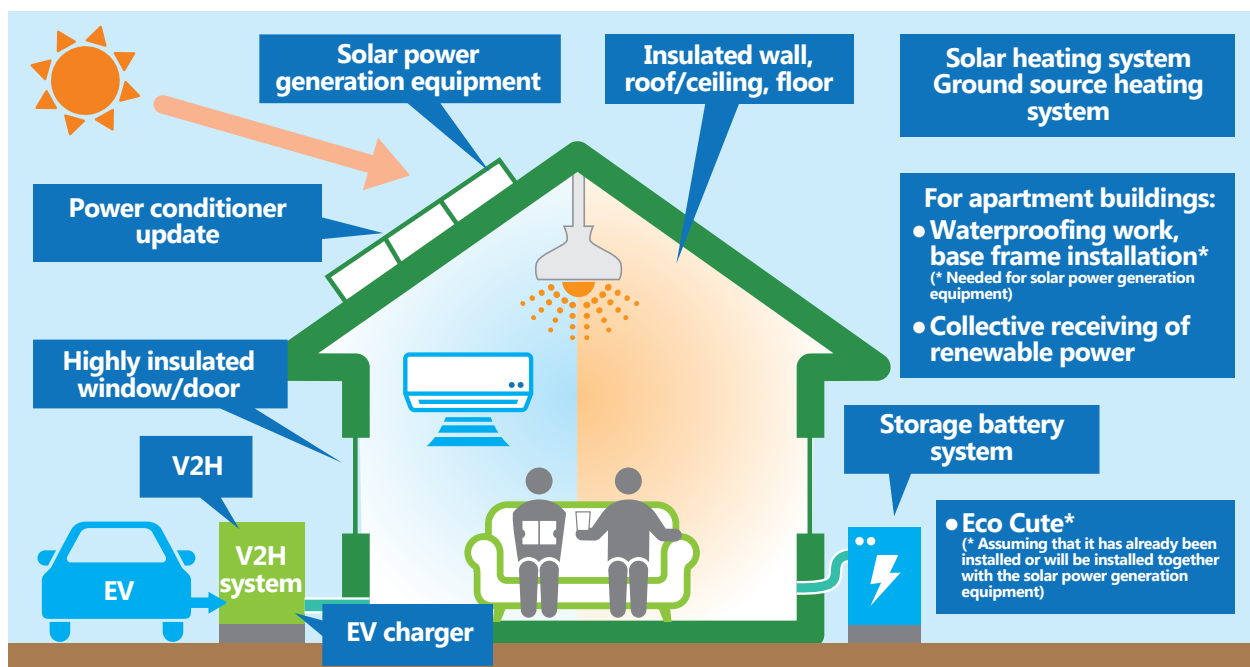 Solar power
generation equipment
Insulated wall,
roof/ceiling, floor
Solar heating system
Ground source heating
system
Power conditioner
update
For apartment buildings:
● Waterproofing work,
base frame installation*
(* Needed for solar power generation
equipment)
● Collective receiving of
renewable power
Highly insulated
window/door
Storage battery
system
V2H
V2H
system
EV
EV charger
● Eco Cute*
(* Assuming that it has already been
installed or will be installed together
with the solar power generation
equipment)